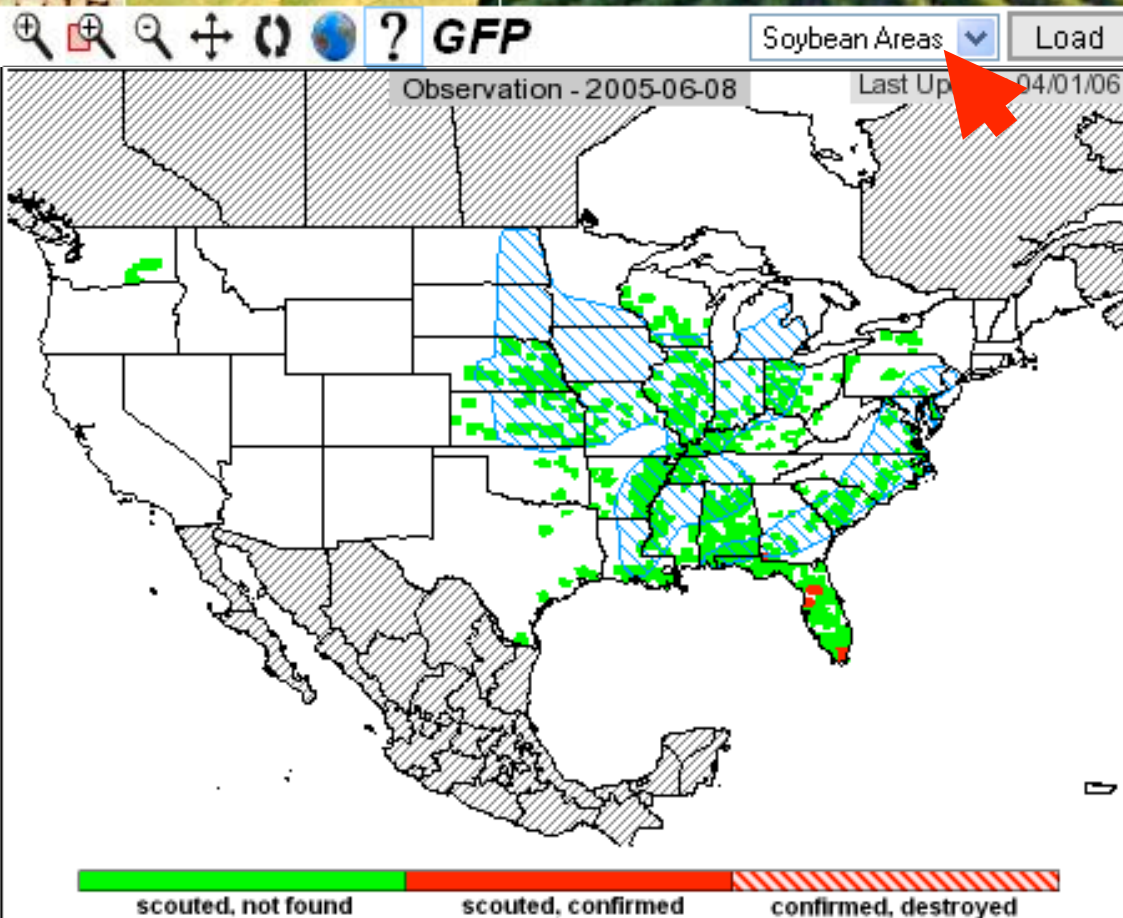 ? GFP Soybean Areas Load
Observation - 2005-06-08
Last Up 04/01/06
scouted, not found
scouted, confirmed
confirmed, destroyed